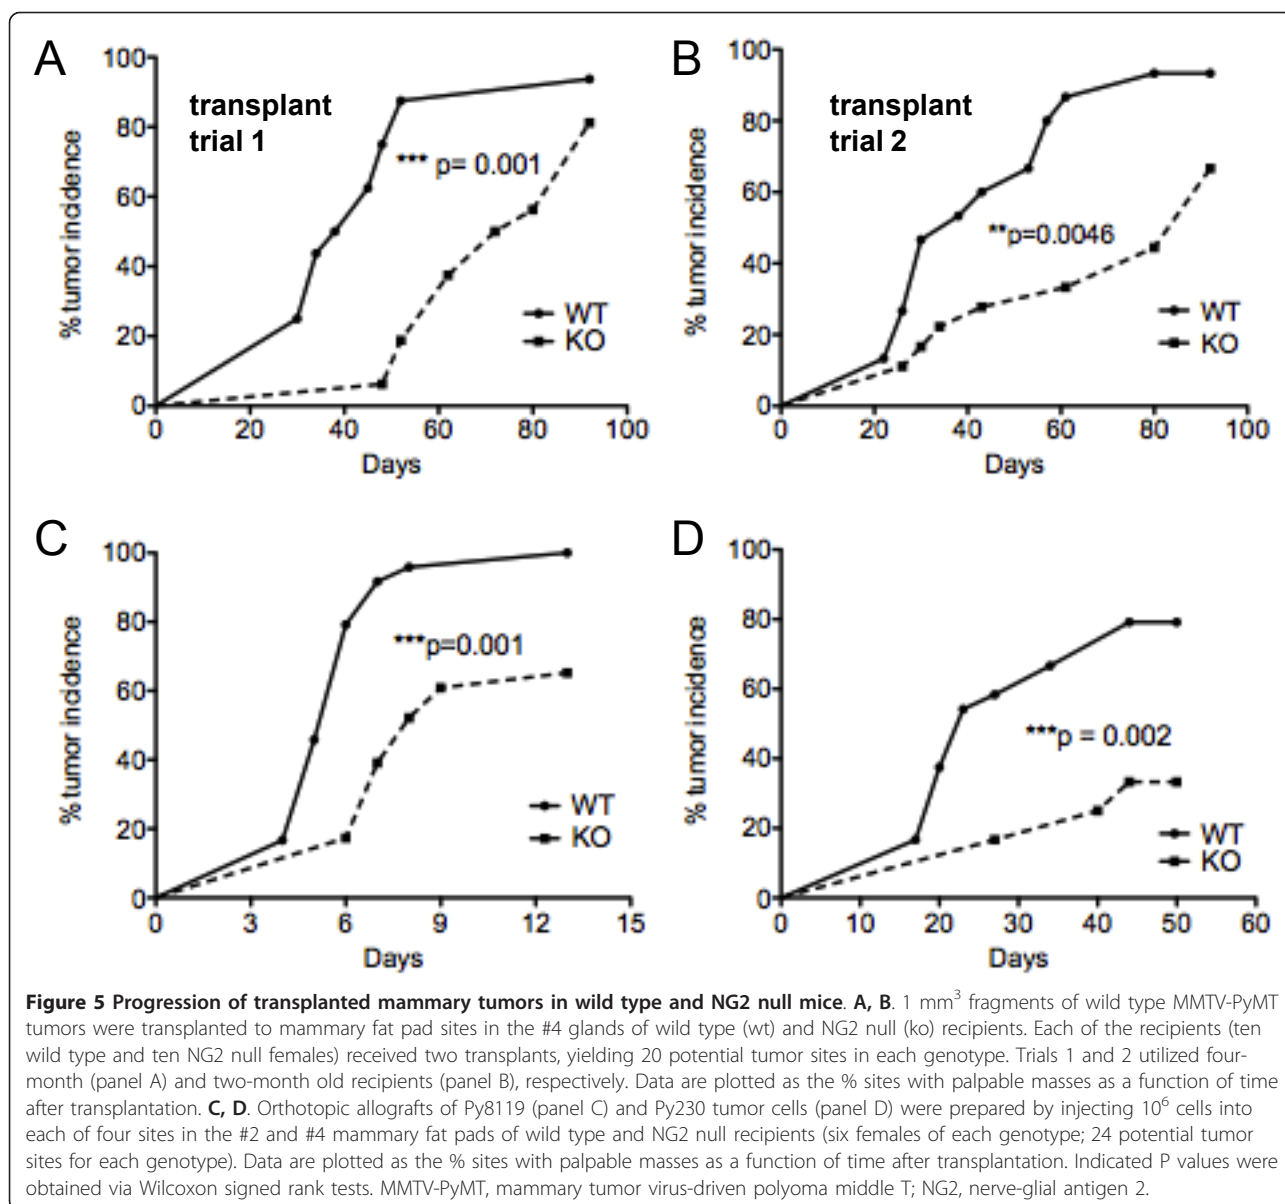 A
100
80
60
40
20
0
% tumor incidence
transplant
trial 1
*** p= 0.001
WT
KO
0 20 40 60 80 100
Days
B
100
80
60
40
20
0
% tumor incidence
transplant
trial 2
**p=0.0046
WT
KO
0 20 40 60 80 100
Days
C
100
80
60
40
20
0
% tumor incidence
***p=0.001
WT
KO
0 3 6 9 12 15
Days
D
100
80
60
40
20
0
% tumor incidence
***p = 0.002
WT
KO
0 10 20 30 40 50 60
Days
Figure 5 Progression of transplanted mammary tumors in wild type and NG2 null mice. A, B. 1 mm³ fragments of wild type MMTV-PyMT
tumors were transplanted to mammary fat pad sites in the #4 glands of wild type (wt) and NG2 null (ko) recipients. Each of the recipients (ten
wild type and ten NG2 null females) received two transplants, yielding 20 potential tumor sites in each genotype. Trials 1 and 2 utilized four-
month (panel A) and two-month old recipients (panel B), respectively. Data are plotted as the % sites with palpable masses as a function of time
after transplantation. C, D. Orthotopic allografts of Py8119 (panel C) and Py230 tumor cells (panel D) were prepared by injecting 10⁶ cells into
each of four sites in the #2 and #4 mammary fat pads of wild type and NG2 null recipients (six females of each genotype; 24 potential tumor
sites for each genotype). Data are plotted as the % sites with palpable masses as a function of time after transplantation. Indicated P values were
obtained via Wilcoxon signed rank tests. MMTV-PyMT, mammary tumor virus-driven polyoma middle T; NG2, nerve-glial antigen 2.